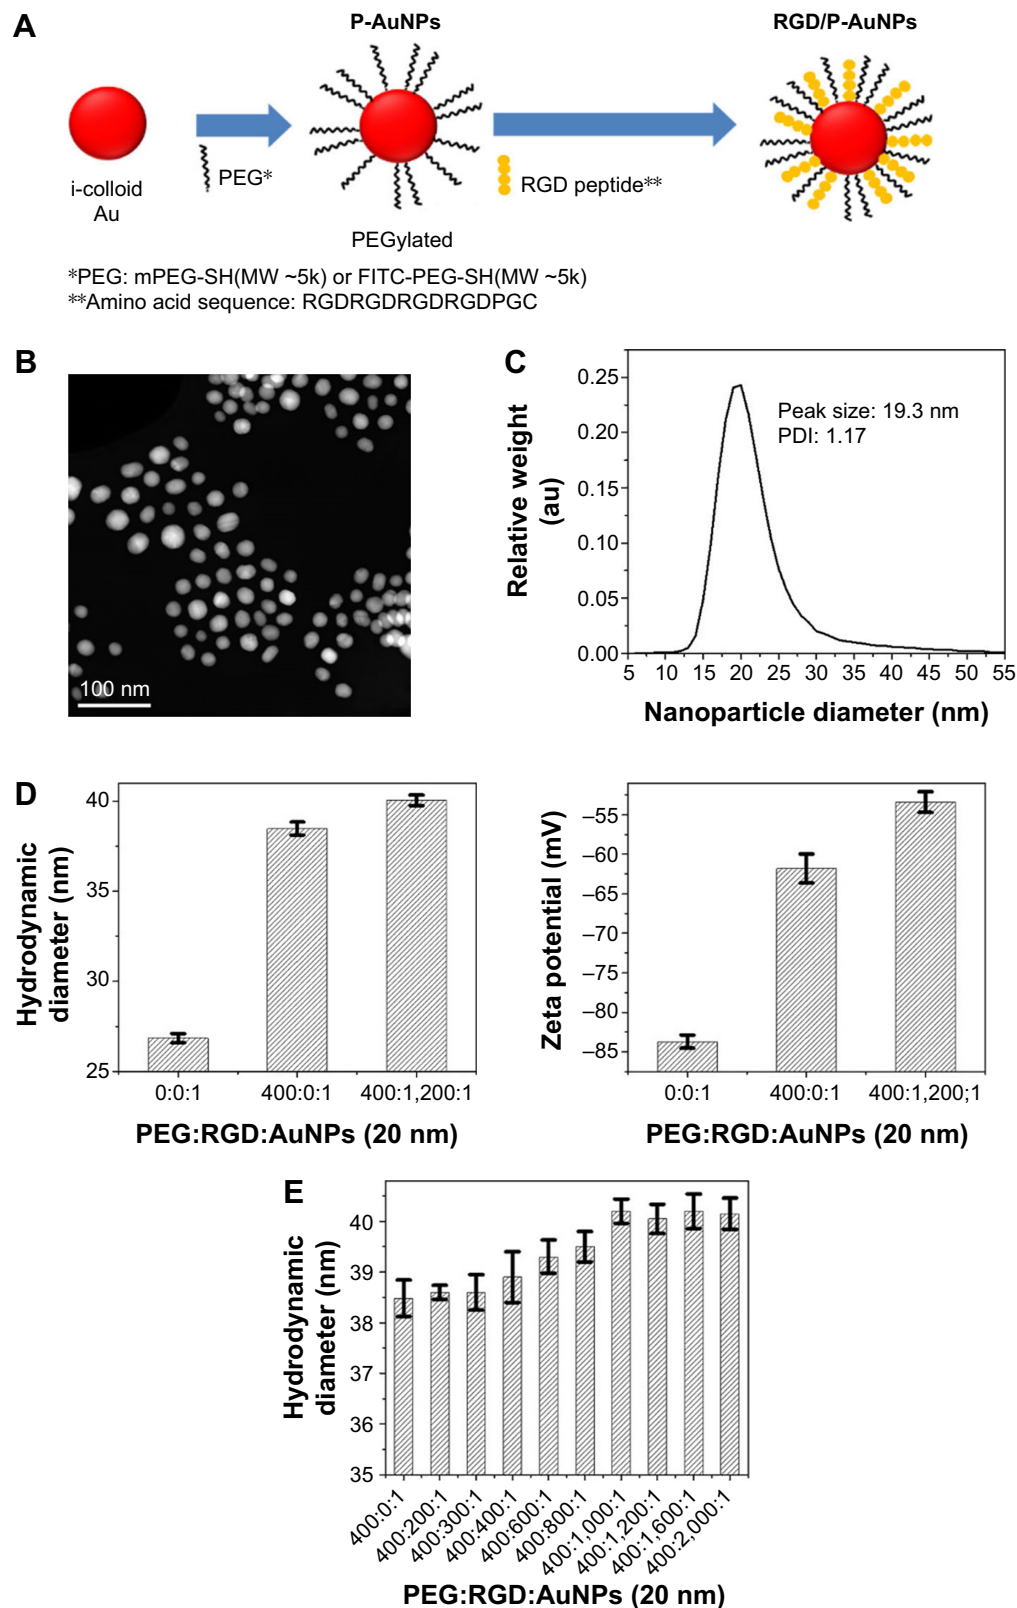 A
P-AuNPs
RGD/P-AuNPs
i-colloid
Au
PEG*
RGD peptide**
PEGylated
*PEG: mPEG-SH(MW ~5k) or FITC-PEG-SH(MW ~5k)
**Amino acid sequence: RGDRGDRGDRGDPGC
B
100 nm
C
Relative weight
(au)
0.25
0.20
0.15
0.10
0.05
0.00
Peak size: 19.3 nm
PDI: 1.17
5 10 15 20 25 30 35 40 45 50 55
Nanoparticle diameter (nm)
D
Hydrodynamic
diameter (nm)
40
35
30
25
0:0:1 400:0:1 400:1,200:1
PEG:RGD:AuNPs (20 nm)
Zeta potential (mV)
−55
−60
−65
−70
−75
−80
−85
0:0:1 400:0:1 400:1,200;1
PEG:RGD:AuNPs (20 nm)
E
Hydrodynamic
diameter (nm)
40
39
38
37
36
35
400:0:1
400:200:1
400:300:1
400:400:1
400:600:1
400:800:1
400:1,000:1
400:1,200:1
400:1,600:1
400:2,000:1
PEG:RGD:AuNPs (20 nm)